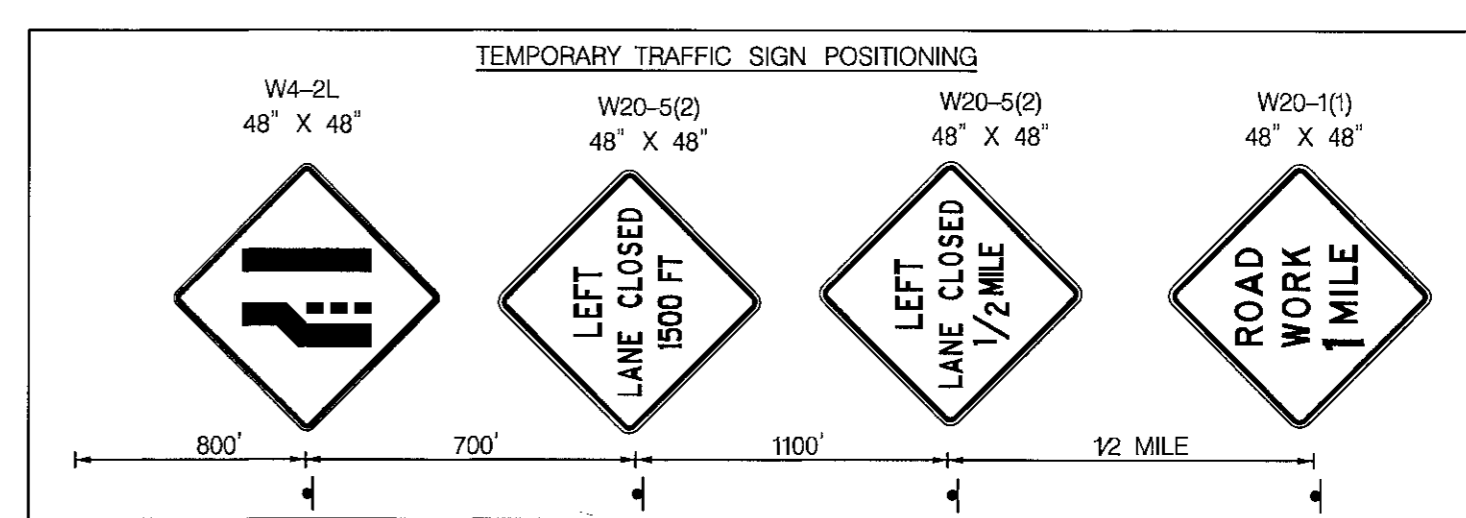 TEMPORARY TRAFFIC SIGN POSITIONING
W4-2L
48" X 48"
W20-5(2)
48" X 48"
W20-5(2)
48" X 48"
W20-1(1)
48" X 48"
LEFT
LANE CLOSED
1500 FT
LEFT
LANE CLOSED
1/2 MILE
ROAD
WORK
1 MILE
800'
700'
1100'
1/2 MILE